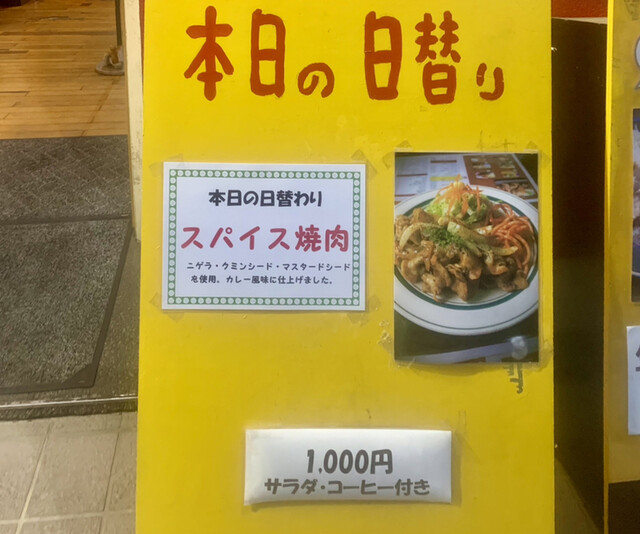 本日の日替り
本日の日替わり
スパイス焼肉
ニゲラ・クミンシード・マスタードシード
を使用。カレー風味に仕上げました。
1,000円
サラダ・コーヒー付き